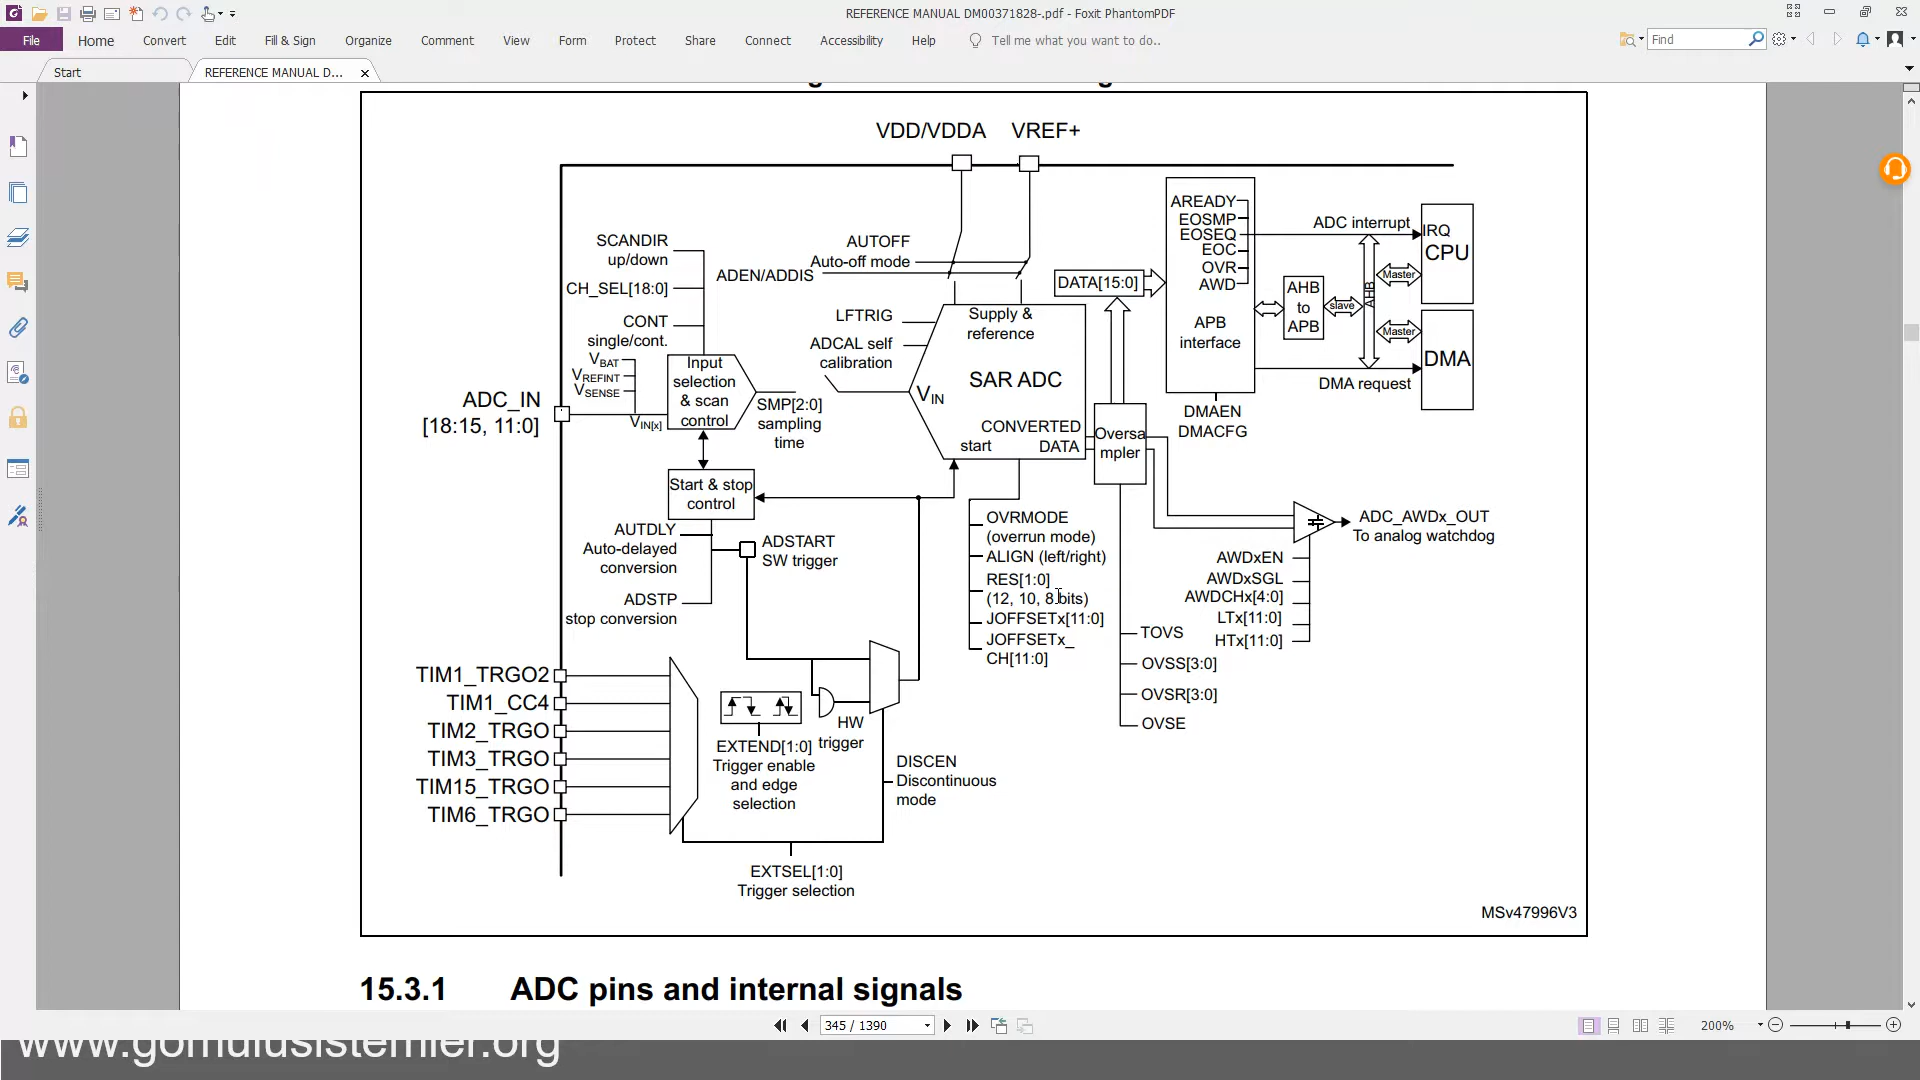 REFERENCE MANUAL DM00371828-.pdf - Foxit PhantomPDF
File Home Convert Edit Fill & Sign Organize Comment View Form Protect Share Connect Accessibility Help Tell me what you want to do.. Find
Start REFERENCE MANUAL D...
VDD/VDDA VREF+
SCANDIR
up/down
CH_SEL[18:0]
CONT
single/cont.
VBAT
VREFINT
VSENSE
VIN[x]
ADC_IN
[18:15, 11:0]
Input
selection
& scan
control
SMP[2:0]
sampling
time
AUTOFF
Auto-off mode
ADEN/ADDIS
LFTRIG
ADCAL self
calibration
Supply &
reference
SAR ADC
VIN
CONVERTED
DATA
start
DATA[15:0]
AREADY
EOSMP
EOSEQ
EOC
OVR
AWD
APB
interface
ADC interrupt
IRQ
CPU
Master
AHB
to
APB
slave
AHB
Master
DMA
DMA request
DMAEN
DMACFG
Oversa
mpler
Start & stop
control
AUTDLY
Auto-delayed
conversion
ADSTP
stop conversion
ADSTART
SW trigger
OVRMODE
(overrun mode)
ALIGN (left/right)
RES[1:0]
(12, 10, 8 bits)
JOFFSETx[11:0]
JOFFSETx_
CH[11:0]
TOVS
OVSS[3:0]
OVSR[3:0]
OVSE
ADC_AWDx_OUT
To analog watchdog
AWDxEN
AWDxSGL
AWDCHx[4:0]
LTx[11:0]
HTx[11:0]
TIM1_TRGO2
TIM1_CC4
TIM2_TRGO
TIM3_TRGO
TIM15_TRGO
TIM6_TRGO
HW
trigger
EXTEND[1:0]
Trigger enable
and edge
selection
DISCEN
Discontinuous
mode
EXTSEL[1:0]
Trigger selection
MSv47996V3
15.3.1 ADC pins and internal signals
345 / 1390
200%
www.gomulusistemler.org